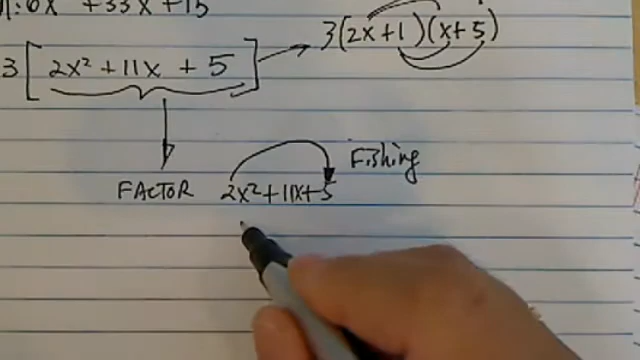 6x² + 33x + 15
3(2x+1)(x+5)
3[2x² + 11x + 5]
Fishing
FACTOR 2x²+11x+5